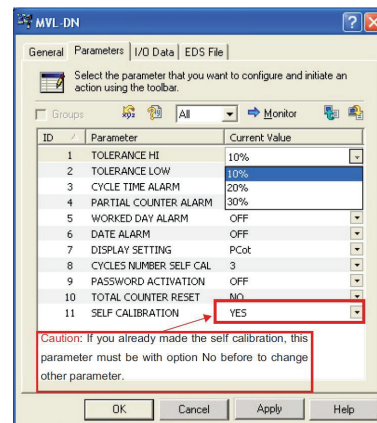 MVL-DN
General Parameters I/O Data EDS File
Select the parameter that you want to configure and initiate an
action using the toolbar.
Groups All Monitor
ID Parameter Current Value
1 TOLERANCE HI 10%
2 TOLERANCE LOW 10%
3 CYCLE TIME ALARM 20%
4 PARTIAL COUNTER ALARM 30%
5 WORKED DAY ALARM OFF
6 DATE ALARM OFF
7 DISPLAY SETTING PCot
8 CYCLES NUMBER SELF CAL 3
9 PASSWORD ACTIVATION OFF
10 TOTAL COUNTER RESET NO
11 SELF CALIBRATION YES
Caution: If you already made the self calibration, this
parameter must be with option No before to change
other parameter.
OK Cancel Apply Help